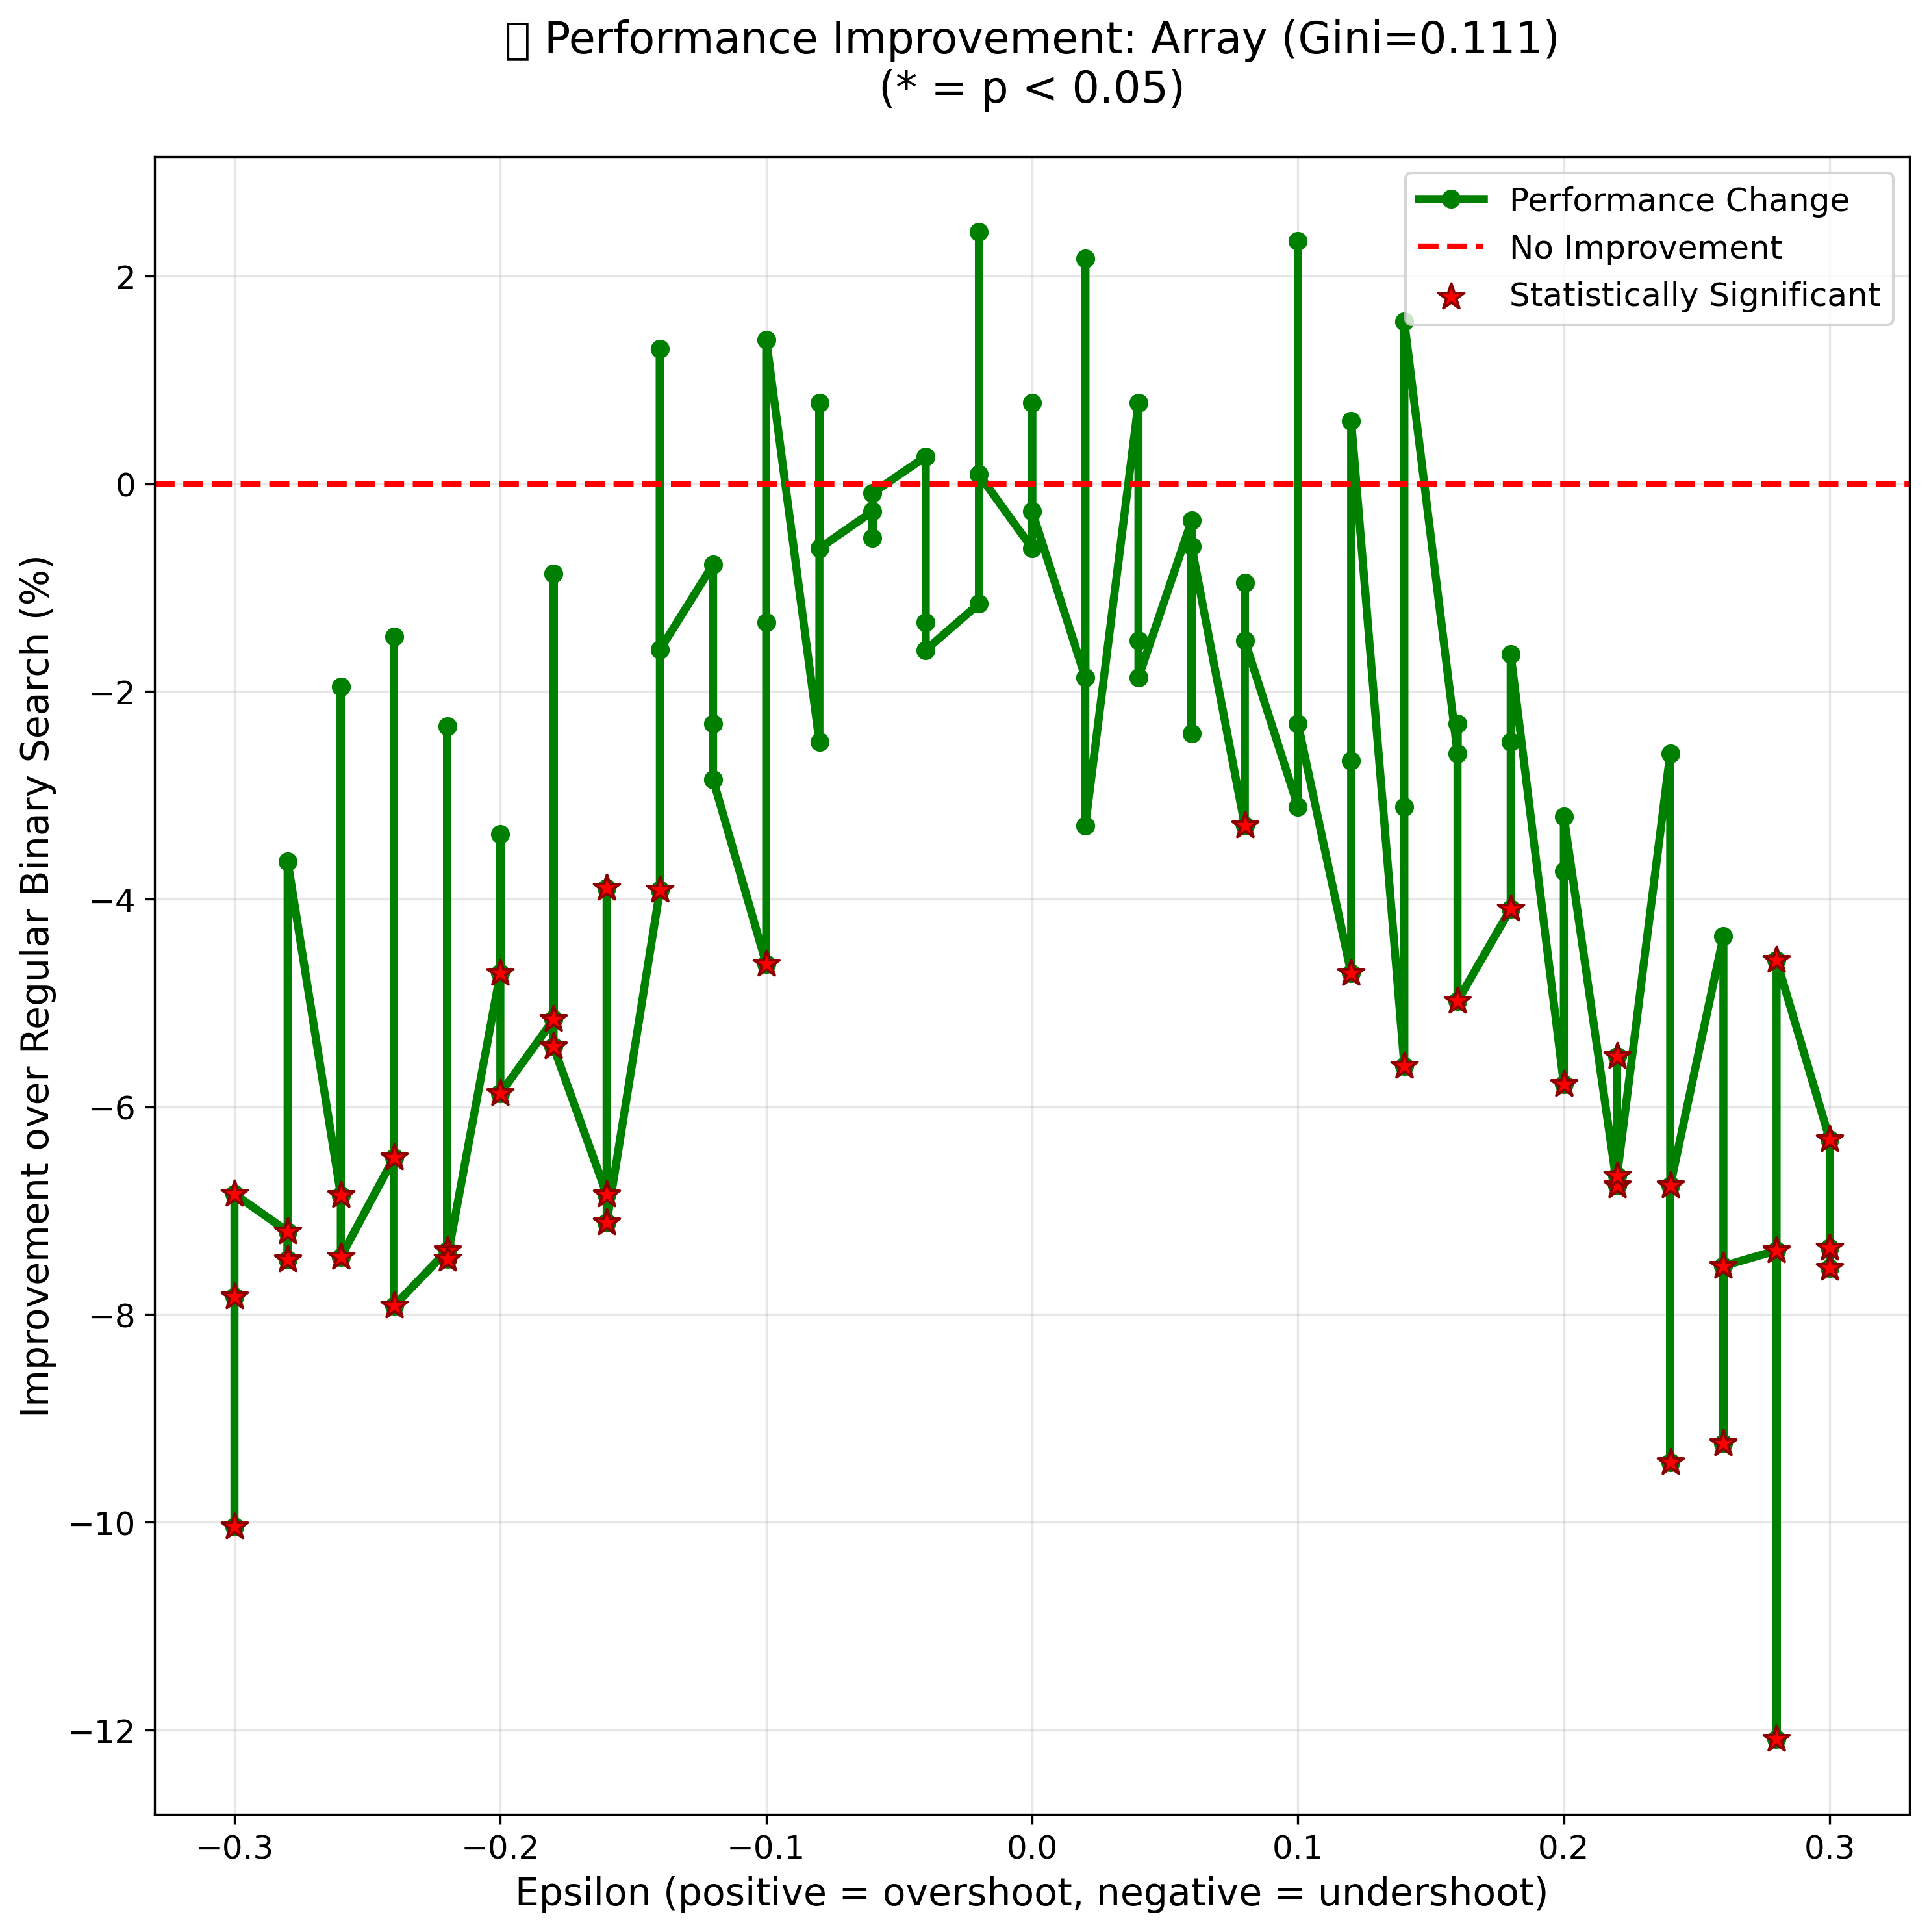 ▯ Performance Improvement: Array (Gini=0.111)
(* = p < 0.05)
Performance Change
No Improvement
Statistically Significant
Improvement over Regular Binary Search (%)
2
0
−2
−4
−6
−8
−10
−12
−0.3
−0.2
−0.1
0.0
0.1
0.2
0.3
Epsilon (positive = overshoot, negative = undershoot)